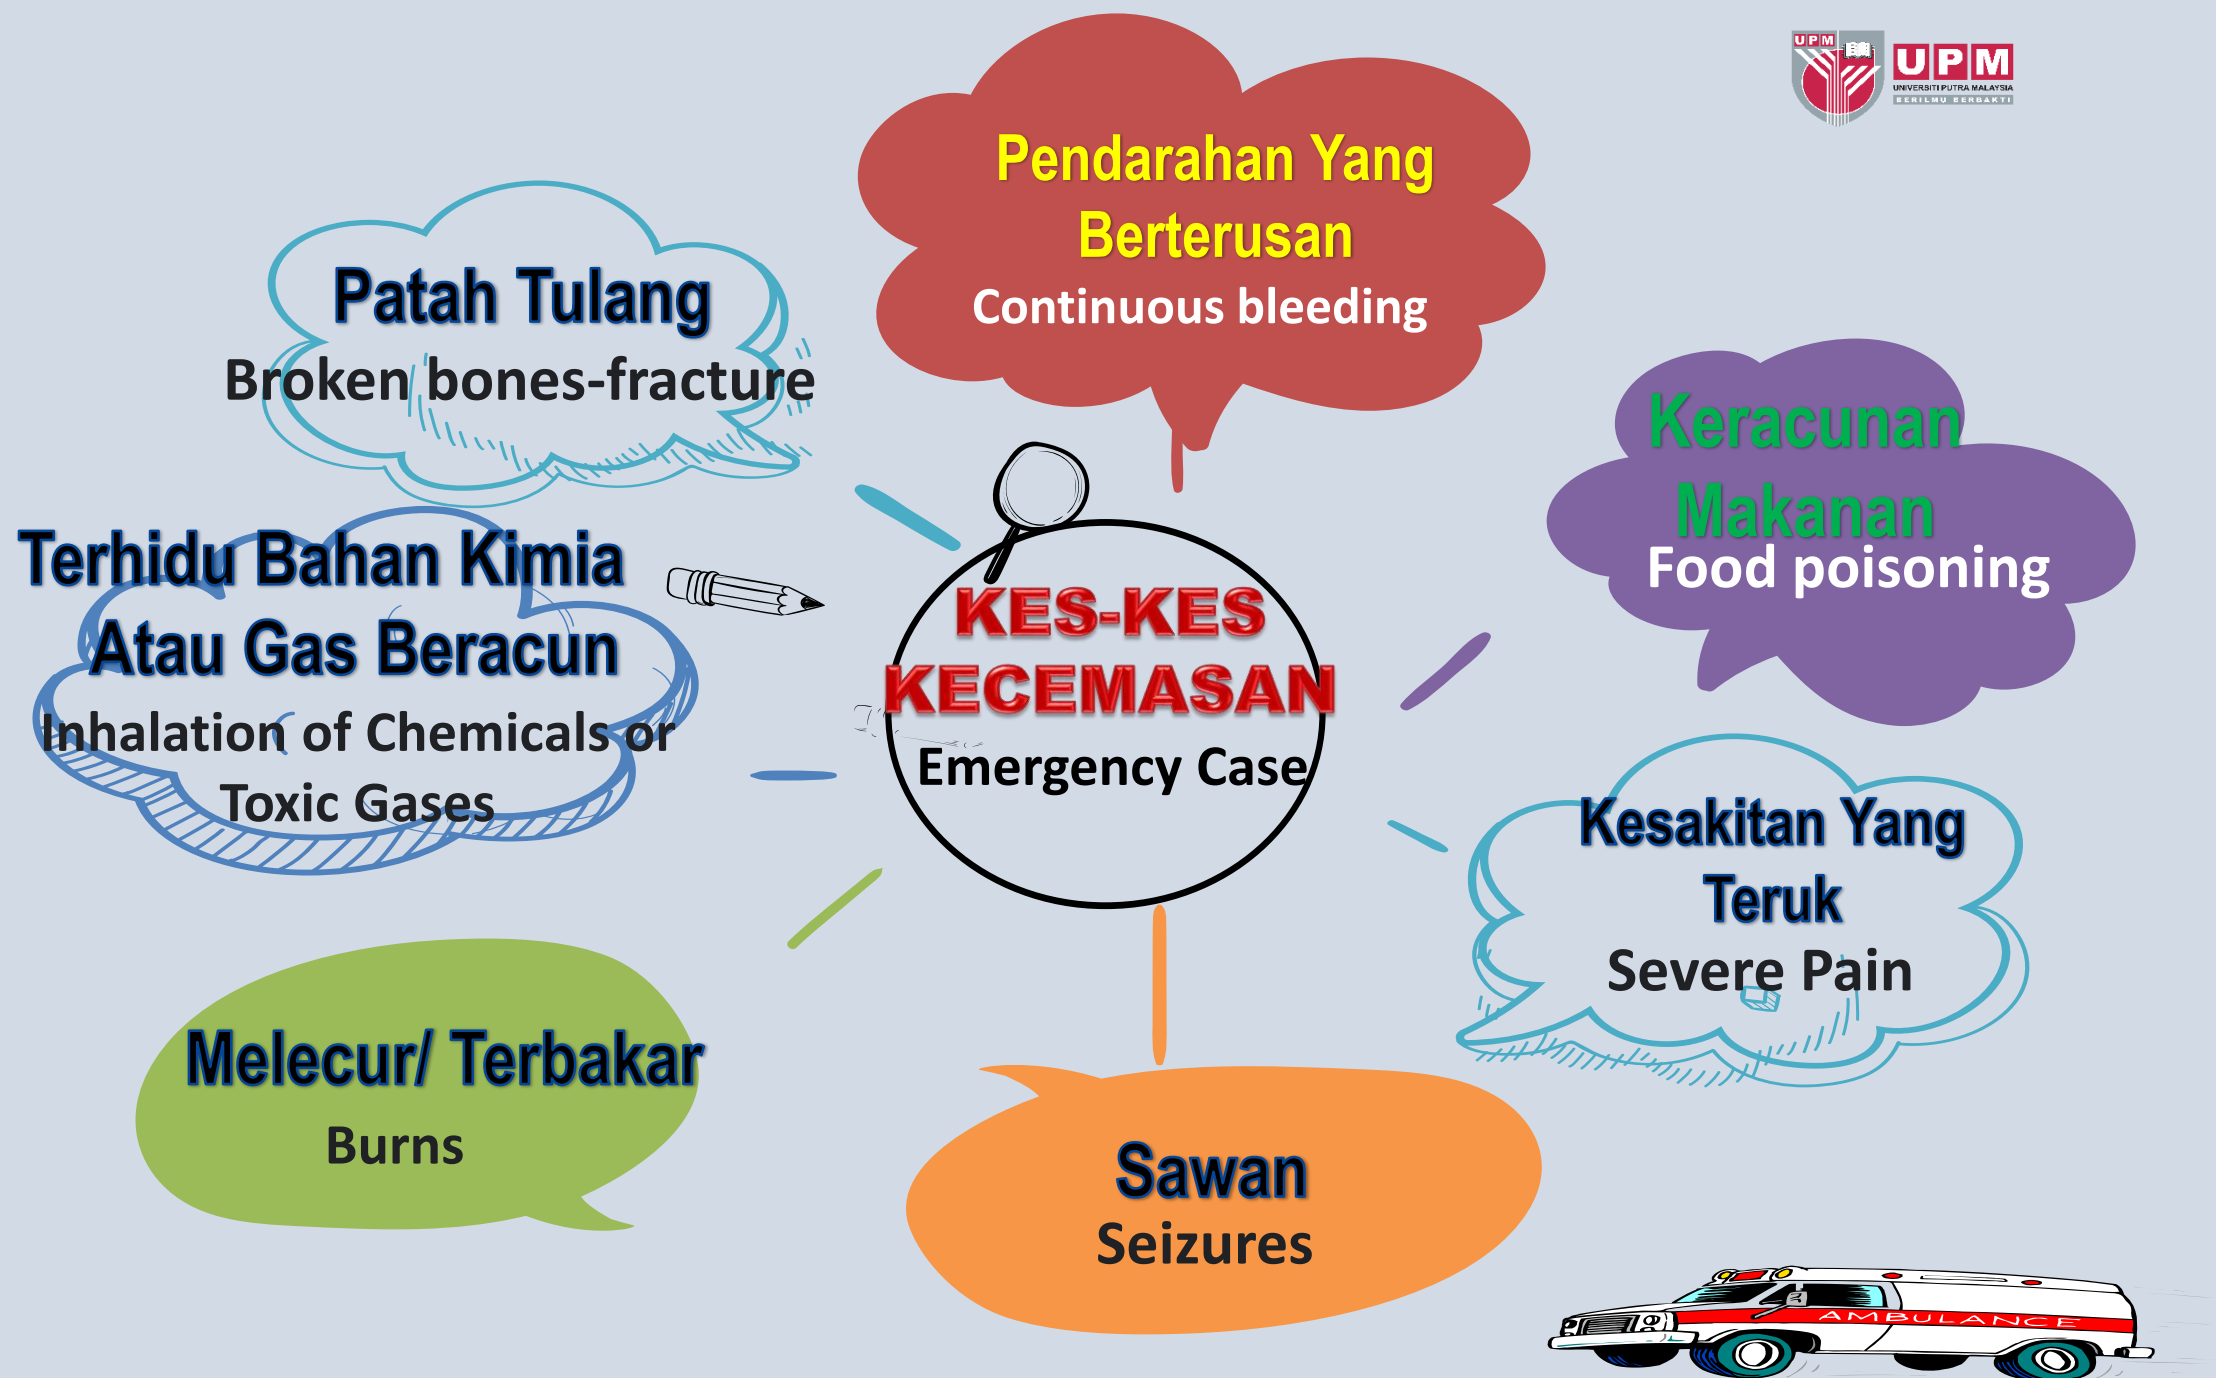 UPM
UPM
UNIVERSITI PUTRA MALAYSIA
BERILMU BERBAKTI
Pendarahan Yang
Berterusan
Continuous bleeding
Patah Tulang
Broken bones-fracture
Keracunan
Makanan
Food poisoning
Terhidu Bahan Kimia
Atau Gas Beracun
Inhalation of Chemicals or
Toxic Gases
KES-KES
KECEMASAN
Emergency Case
Kesakitan Yang
Teruk
Severe Pain
Melecur/ Terbakar
Burns
Sawan
Seizures
AMBULANCE